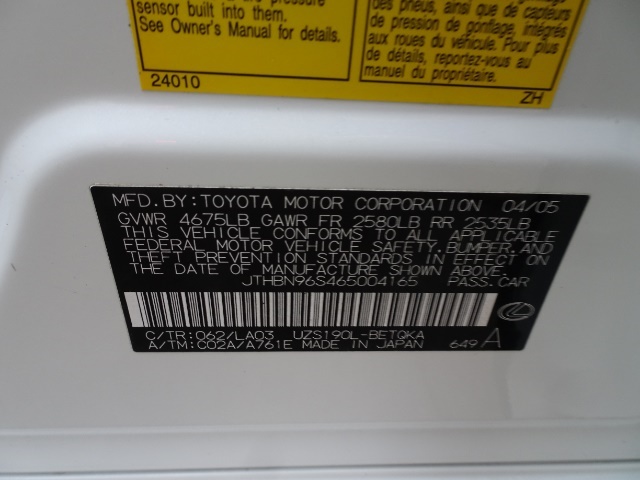 sensor built into them.
See Owner's Manual for details.
24010
des pneus, ainsi que de capteurs
de pression de gonflage, intégrés
aux roues du véhicule. Pour plus
de détails, reportez-vous au
manuel du propriétaire.
ZH
MFD.BY:TOYOTA MOTOR CORPORATION 04/05
GVWR 4675LB GAWR FR 2580LB RR 2535LB
THIS VEHICLE CONFORMS TO ALL APPLICABLE
FEDERAL MOTOR VEHICLE SAFETY,BUMPER,AND
THEFT PREVENTION STANDARDS IN EFFECT ON
THE DATE OF MANUFACTURE SHOWN ABOVE.
JTHBN96S465004165 PASS.CAR
C/TR:062/LA03 UZS190L-BETQKA
A/TM:C02A/A761E MADE IN JAPAN 649 A